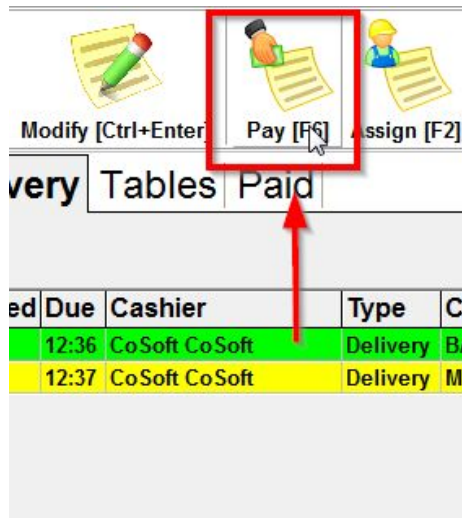 Modify [Ctrl+Enter] Pay [F6] Assign [F2]
very Tables Paid
ed Due Cashier Type C
12:36 CoSoft CoSoft Delivery BA
12:37 CoSoft CoSoft Delivery M